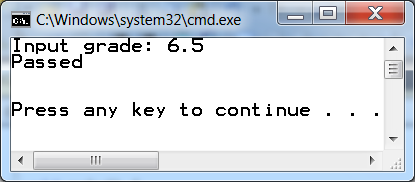 C:\Windows\system32\cmd.exe
Input grade: 6.5
Passed
Press any key to continue . . .